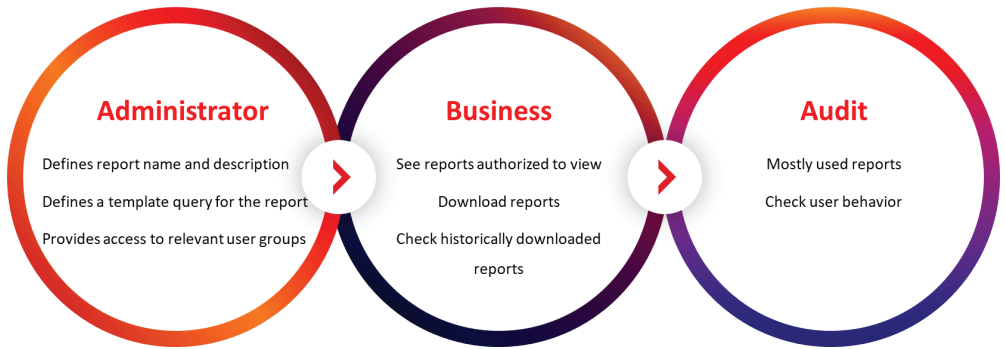 Administrator
Defines report name and description
Defines a template query for the report
Provides access to relevant user groups
Business
See reports authorized to view
Download reports
Check historically downloaded
reports
Audit
Mostly used reports
Check user behavior